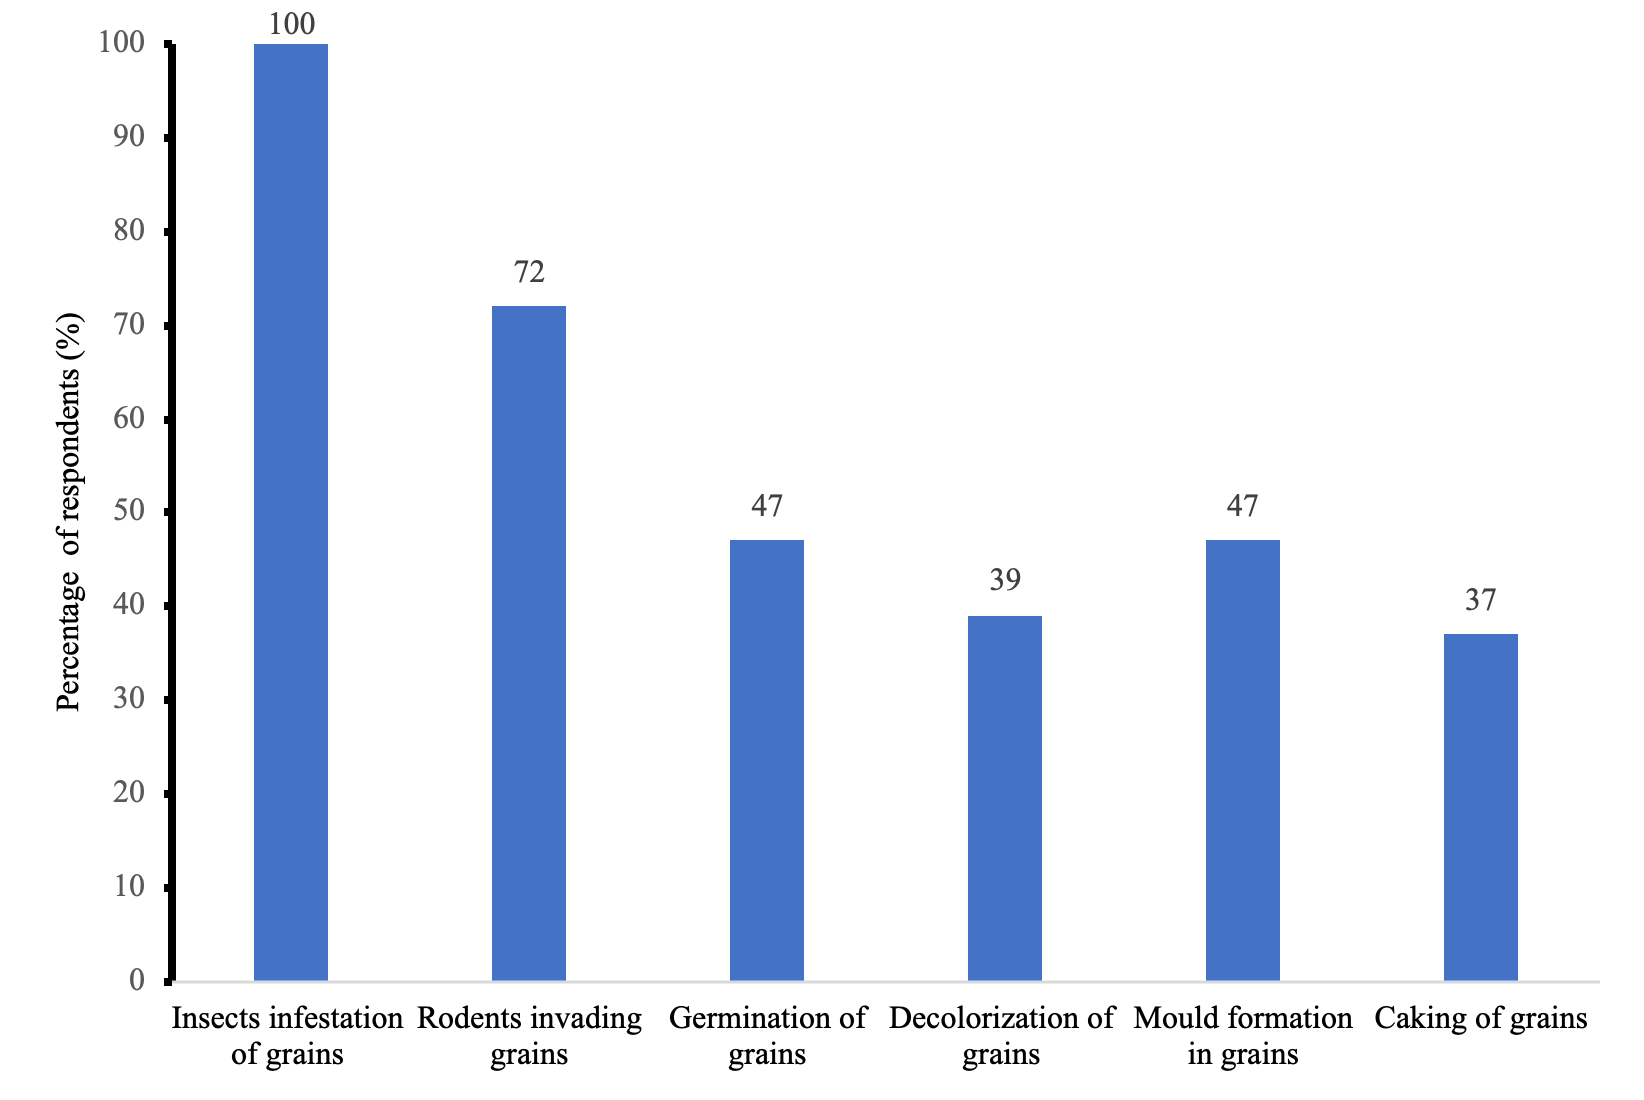 100
100
90
80
72
70
60
50
47
47
40
39
37
30
20
10
0
Percentage of respondents (%)
Insects infestation of grains
Rodents invading grains
Germination of grains
Decolorization of grains
Mould formation in grains
Caking of grains